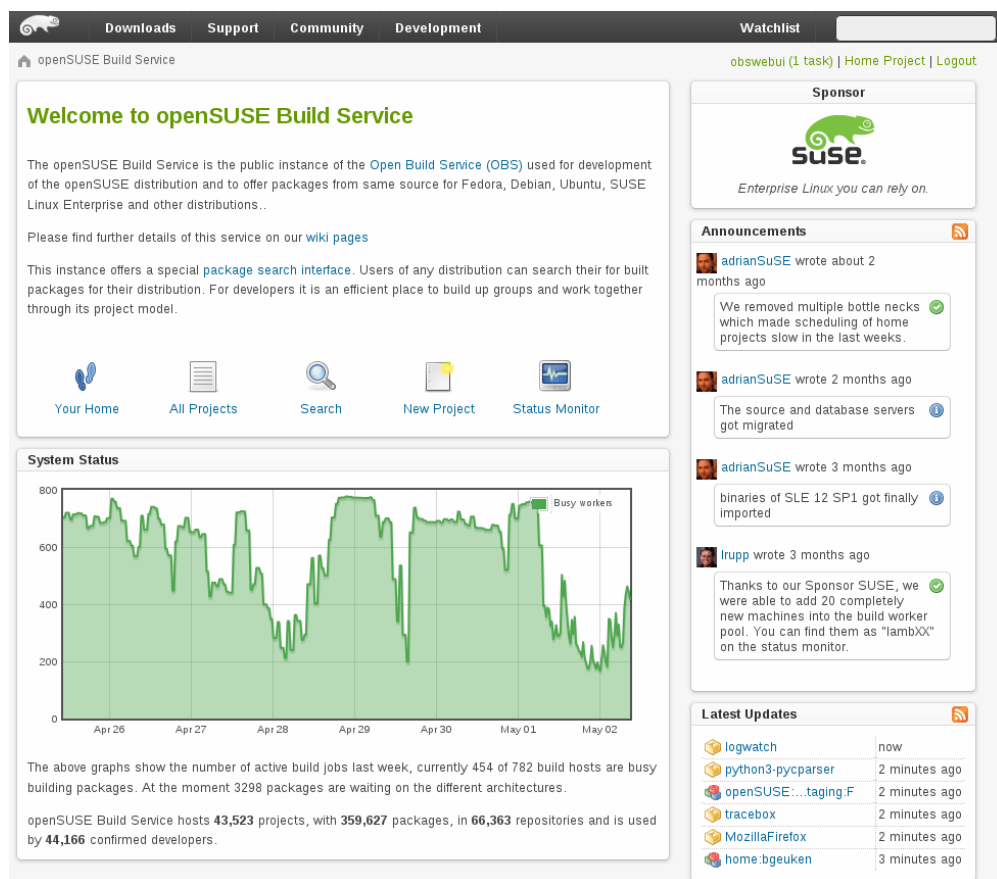 Downloads Support Community Development Watchlist
openSUSE Build Service
obswebui (1 task) | Home Project | Logout
Welcome to openSUSE Build Service
The openSUSE Build Service is the public instance of the Open Build Service (OBS) used for development
of the openSUSE distribution and to offer packages from same source for Fedora, Debian, Ubuntu, SUSE
Linux Enterprise and other distributions..
Please find further details of this service on our wiki pages
This instance offers a special package search interface. Users of any distribution can search their for built
packages for their distribution. For developers it is an efficient place to build up groups and work together
through its project model.
Your Home All Projects Search New Project Status Monitor
System Status
Busy workers
800
600
400
200
0
Apr 26 Apr 27 Apr 28 Apr 29 Apr 30 May 01 May 02
The above graphs show the number of active build jobs last week, currently 454 of 782 build hosts are busy
building packages. At the moment 3298 packages are waiting on the different architectures.
openSUSE Build Service hosts 43,523 projects, with 359,627 packages, in 66,363 repositories and is used
by 44,166 confirmed developers.
Sponsor
SUSE
Enterprise Linux you can rely on.
Announcements
adrianSuSE wrote about 2
months ago
We removed multiple bottle necks
which made scheduling of home
projects slow in the last weeks.
adrianSuSE wrote 2 months ago
The source and database servers
got migrated
adrianSuSE wrote 3 months ago
binaries of SLE 12 SP1 got finally
imported
lrupp wrote 3 months ago
Thanks to our Sponsor SUSE, we
were able to add 20 completely
new machines into the build worker
pool. You can find them as "lambXX"
on the status monitor.
Latest Updates
logwatch now
python3-pycparser 2 minutes ago
openSUSE:...taging:F 2 minutes ago
tracebox 2 minutes ago
MozillaFirefox 2 minutes ago
home:bgeuken 3 minutes ago